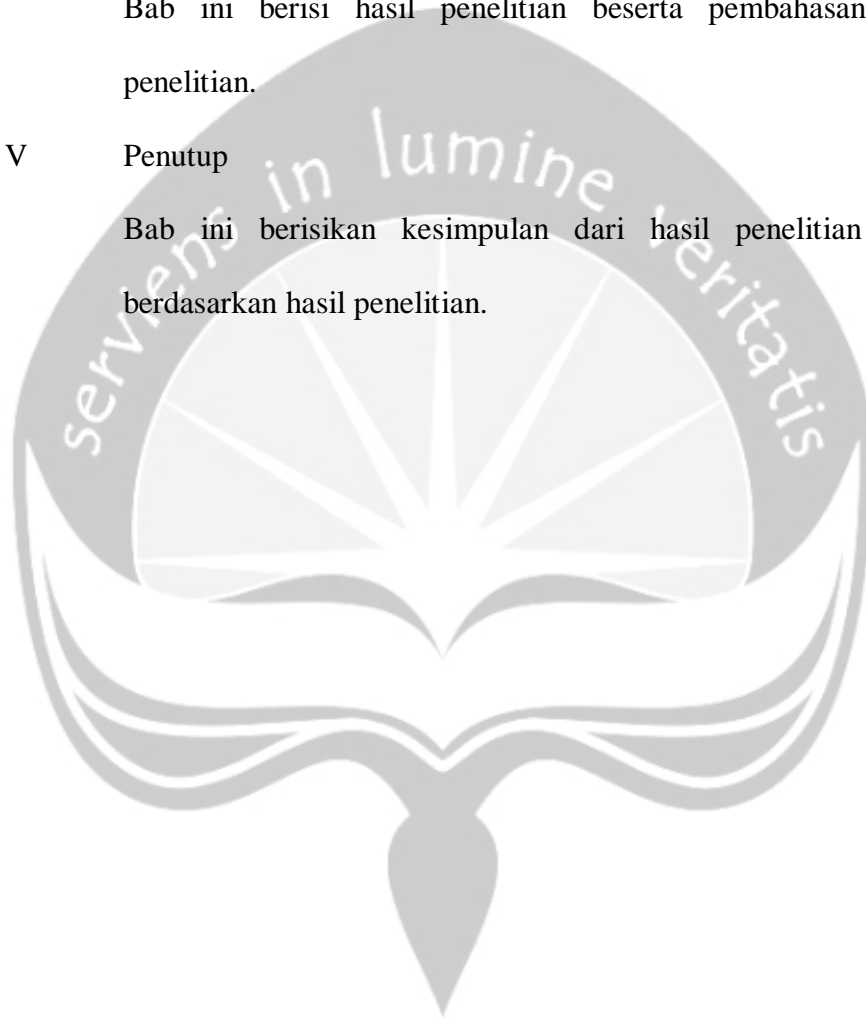 Bab ini berisi hasil penelitian beserta pembahasan
penelitian.
V Penutup
Bab ini berisikan kesimpulan dari hasil penelitian
berdasarkan hasil penelitian.
serviens in lumine veritatis